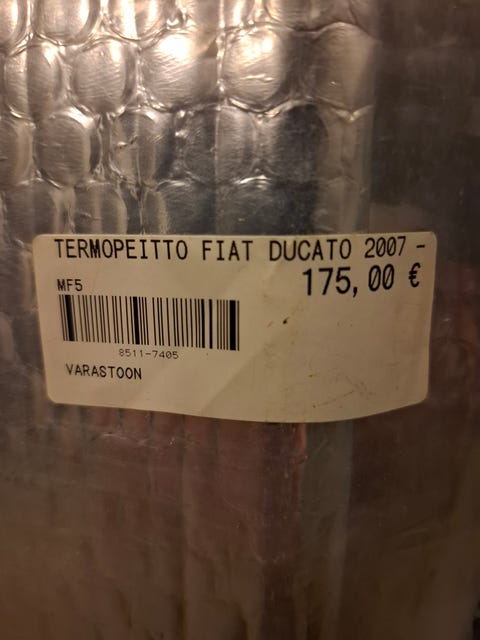 TERMOPEITTO FIAT DUCATO 2007 -
MF5 175,00 €
8511-7405
VARASTOON